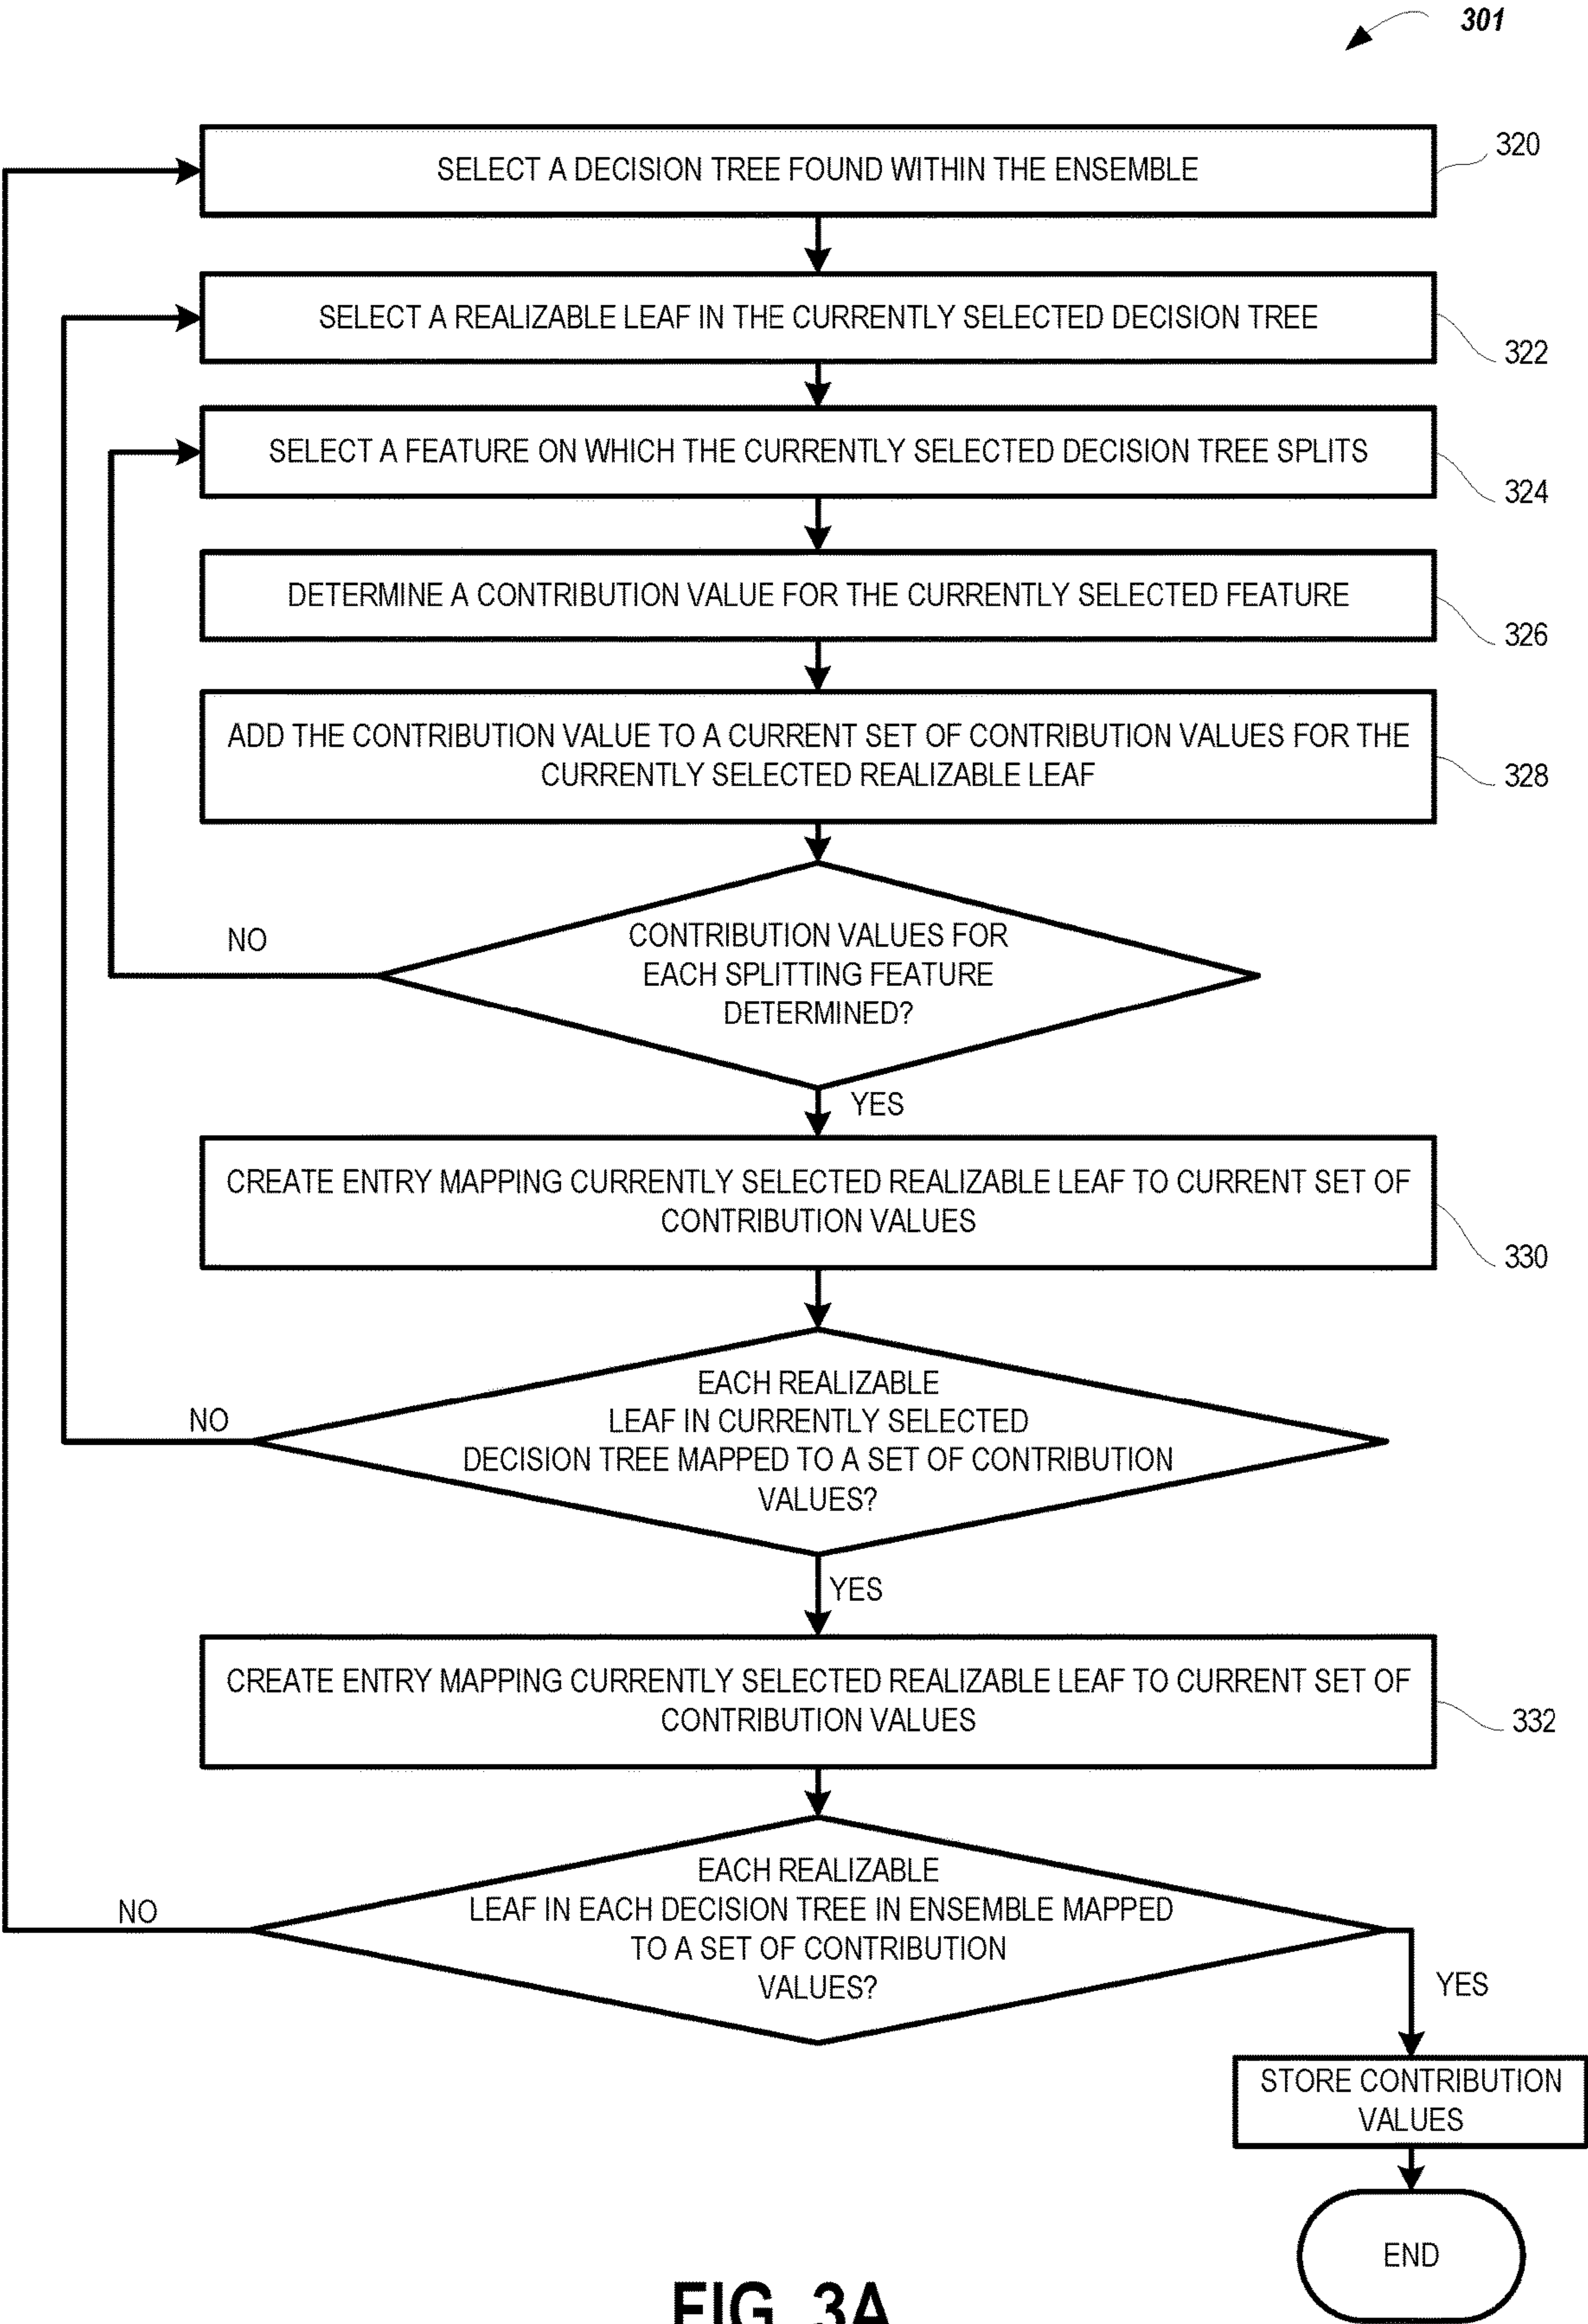 301
SELECT A DECISION TREE FOUND WITHIN THE ENSEMBLE
320
SELECT A REALIZABLE LEAF IN THE CURRENTLY SELECTED DECISION TREE
322
SELECT A FEATURE ON WHICH THE CURRENTLY SELECTED DECISION TREE SPLITS
324
DETERMINE A CONTRIBUTION VALUE FOR THE CURRENTLY SELECTED FEATURE
326
ADD THE CONTRIBUTION VALUE TO A CURRENT SET OF CONTRIBUTION VALUES FOR THE
CURRENTLY SELECTED REALIZABLE LEAF
328
CONTRIBUTION VALUES FOR
EACH SPLITTING FEATURE
DETERMINED?
NO
YES
CREATE ENTRY MAPPING CURRENTLY SELECTED REALIZABLE LEAF TO CURRENT SET OF
CONTRIBUTION VALUES
330
EACH REALIZABLE
LEAF IN CURRENTLY SELECTED
DECISION TREE MAPPED TO A SET OF CONTRIBUTION
VALUES?
NO
YES
CREATE ENTRY MAPPING CURRENTLY SELECTED REALIZABLE LEAF TO CURRENT SET OF
CONTRIBUTION VALUES
332
EACH REALIZABLE
LEAF IN EACH DECISION TREE IN ENSEMBLE MAPPED
TO A SET OF CONTRIBUTION
VALUES?
NO
YES
STORE CONTRIBUTION
VALUES
END
FIG. 3A